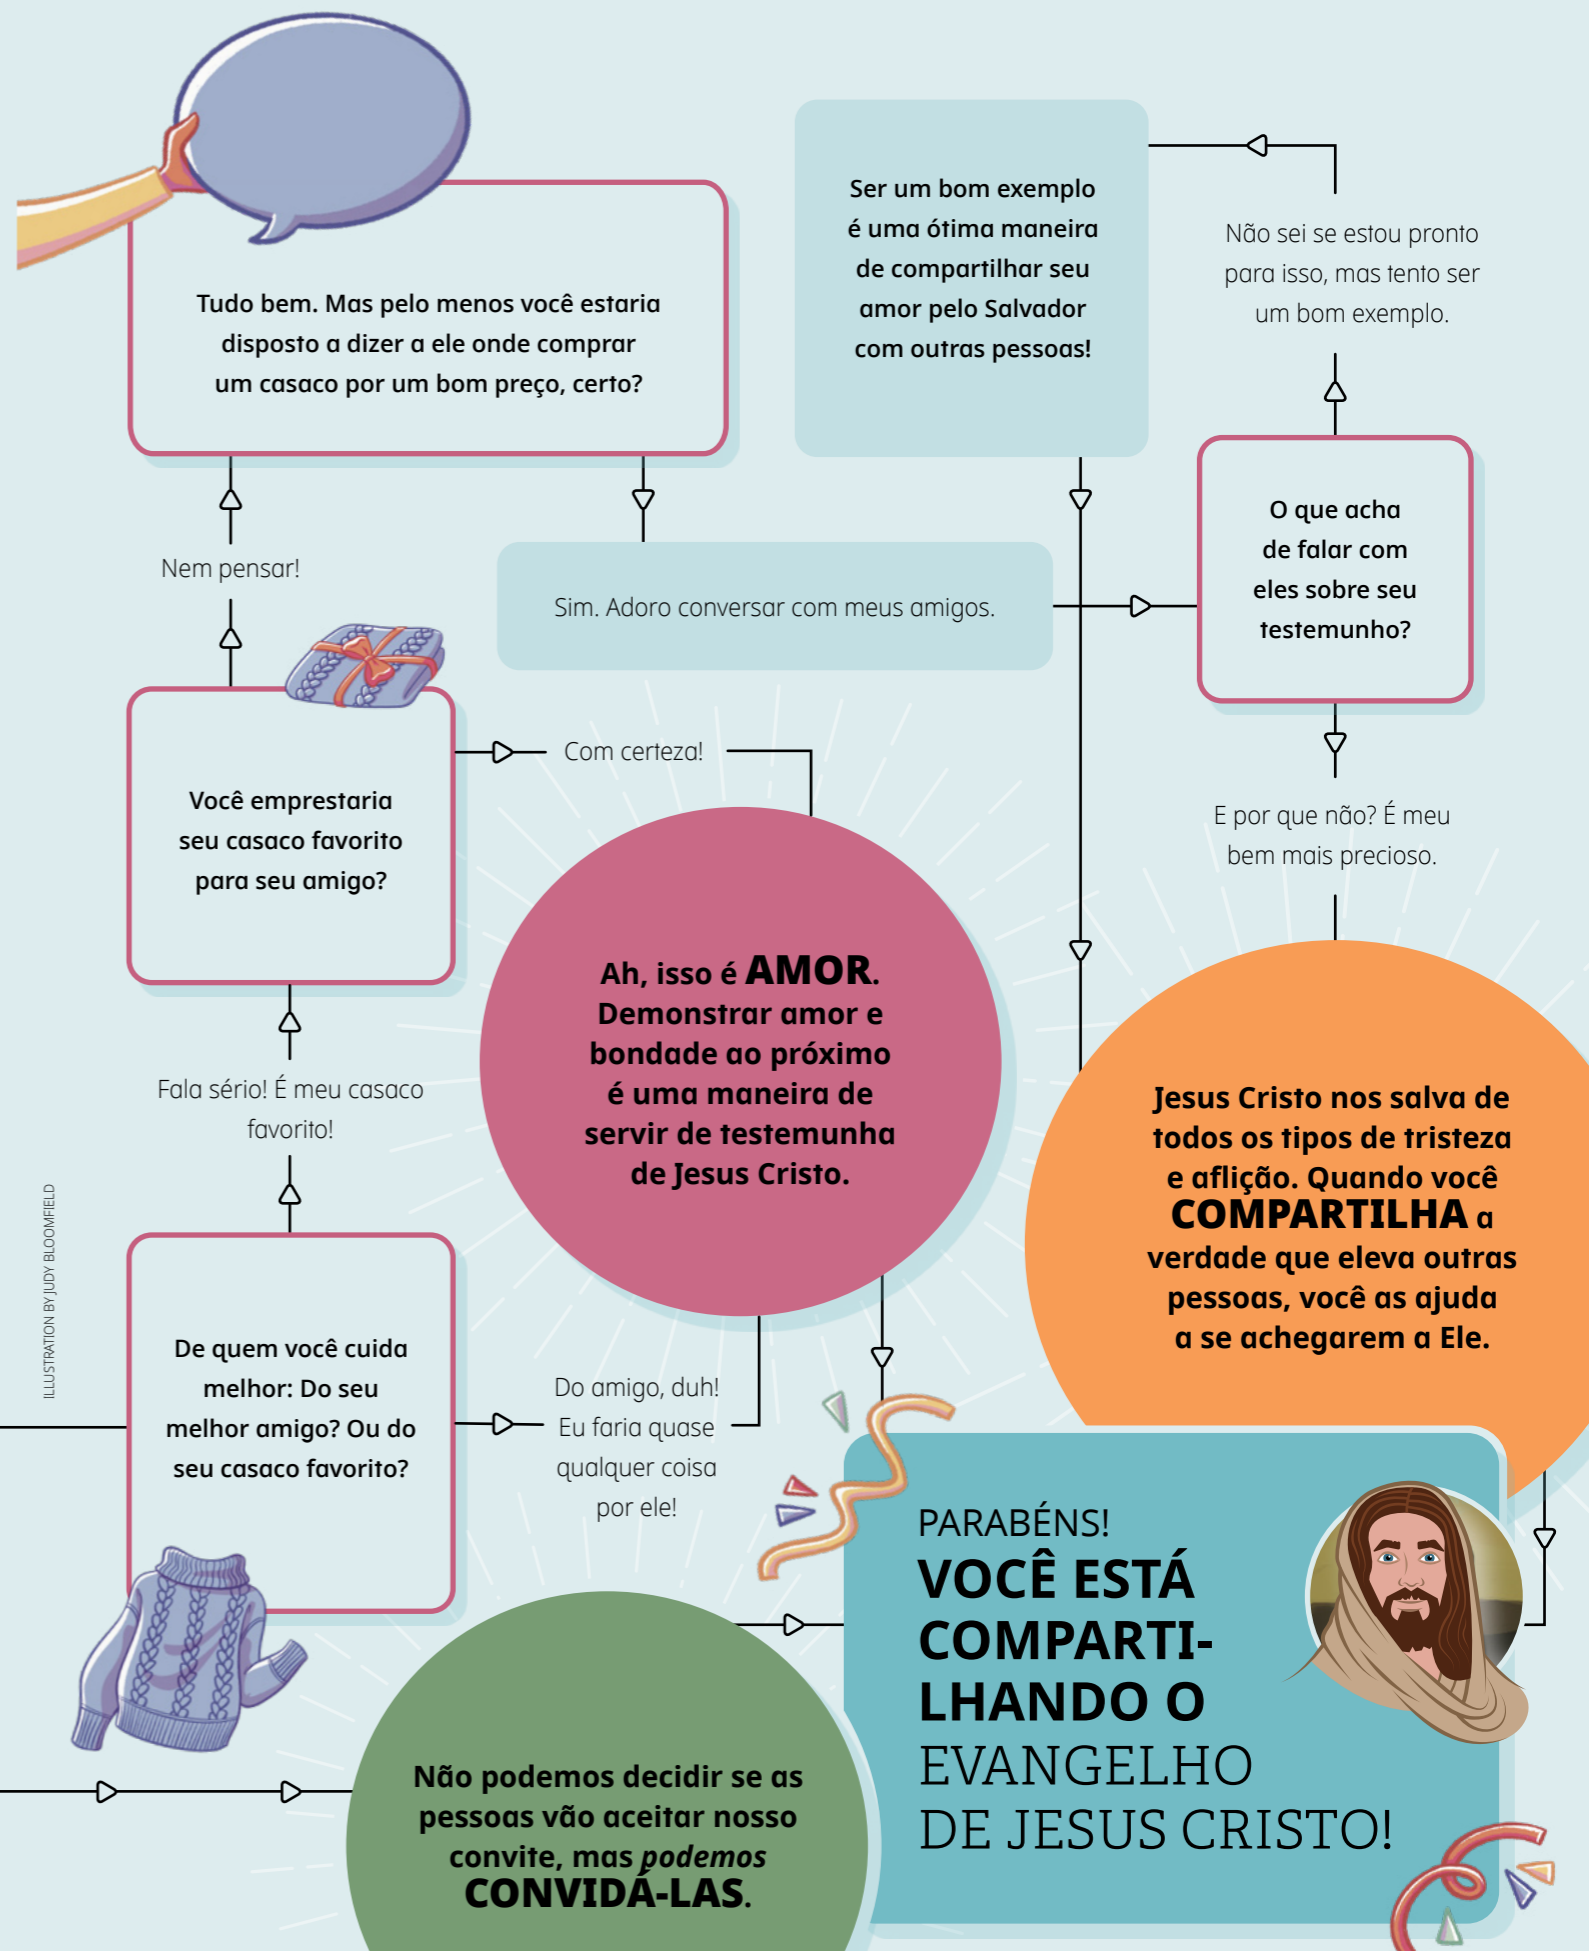 Ser um bom exemplo
é uma ótima maneira
de compartilhar seu
amor pelo Salvador
com outras pessoas!
Não sei se estou pronto
para isso, mas tento ser
um bom exemplo.
Tudo bem. Mas pelo menos você estaria
disposto a dizer a ele onde comprar
um casaco por um bom preço, certo?
O que acha
de falar com
eles sobre seu
testemunho?
Nem pensar!
Sim. Adoro conversar com meus amigos.
Com certeza!
Você emprestaria
seu casaco favorito
para seu amigo?
E por que não? É meu
bem mais precioso.
Ah, isso é AMOR.
Demonstrar amor e
bondade ao próximo
é uma maneira de
servir de testemunha
de Jesus Cristo.
Fala sério! É meu casaco
favorito!
Jesus Cristo nos salva de
todos os tipos de tristeza
e aflição. Quando você
COMPARTILHA a
verdade que eleva outras
pessoas, você as ajuda
a se achegarem a Ele.
ILLUSTRATION BY JUDY BLOOMFIELD
De quem você cuida
melhor: Do seu
melhor amigo? Ou do
seu casaco favorito?
Do amigo, duh!
Eu faria quase
qualquer coisa
por ele!
PARABÉNS!
VOCÊ ESTÁ
COMPARTI-
LHANDO O
EVANGELHO
DE JESUS CRISTO!
Não podemos decidir se as
pessoas vão aceitar nosso
convite, mas podemos
CONVIDÁ-LAS.